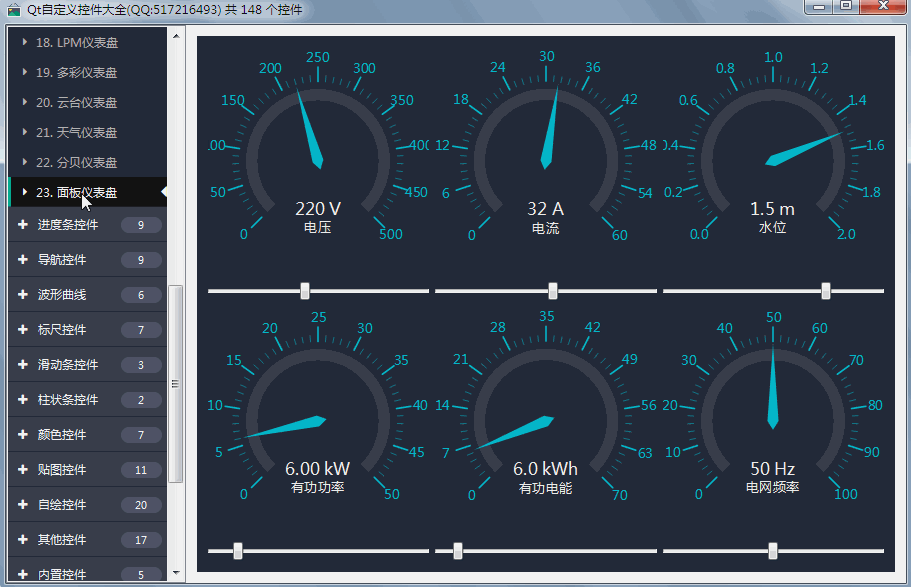 Qt自定义控件大全(QQ:517216493) 共 148 个控件
18. LPM仪表盘
19. 多彩仪表盘
20. 云台仪表盘
21. 天气仪表盘
22. 分贝仪表盘
23. 面板仪表盘
进度条控件 9
导航控件 9
波形曲线 6
标尺控件 7
滑动条控件 3
柱状条控件 2
颜色控件 7
贴图控件 11
自绘控件 20
其他控件 17
内置控件 5
0
50
.00
150
200
250
300
350
400
450
500
220 V
电压
0
6
12
18
24
30
36
42
48
54
60
32 A
电流
0.0
0.2
0.4
0.6
0.8
1.0
1.2
1.4
1.6
1.8
2.0
1.5 m
水位
0
5
10
15
20
25
30
35
40
45
50
6.00 kW
有功功率
0
7
14
21
28
35
42
49
56
63
70
6.0 kWh
有功电能
0
10
20
30
40
50
60
70
80
90
100
50 Hz
电网频率